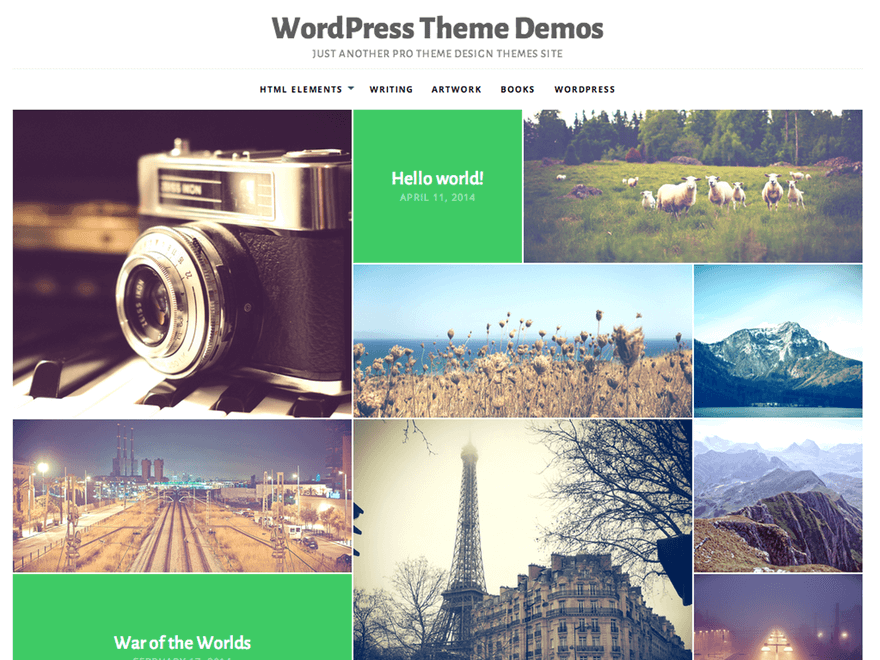 WordPress Theme Demos
JUST ANOTHER PRO THEME DESIGN THEMES SITE
HTML ELEMENTS WRITING ARTWORK BOOKS WORDPRESS
Hello world!
APRIL 11, 2014
War of the Worlds